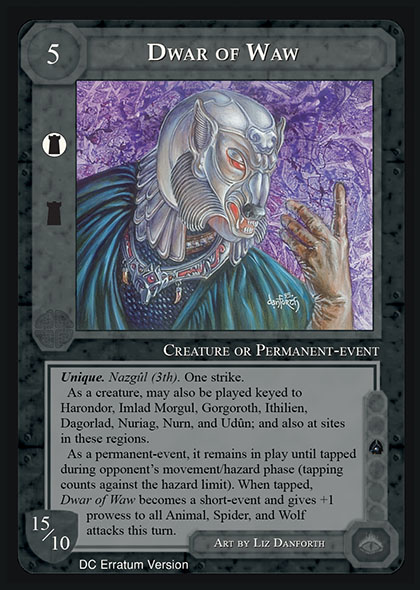 5
Dwar of Waw
danforth
Creature or Permanent-event
Unique. Nazgûl (3th). One strike.
As a creature, may also be played keyed to
Harondor, Imlad Morgul, Gorgoroth, Ithilien,
Dagorlad, Nuriag, Nurn, and Udûn; and also at sites
in these regions.
As a permanent-event, it remains in play until tapped
during opponent's movement/hazard phase (tapping
counts against the hazard limit). When tapped,
Dwar of Waw becomes a short-event and gives +1
prowess to all Animal, Spider, and Wolf
attacks this turn.
15/10
Art by Liz Danforth
DC Erratum Version